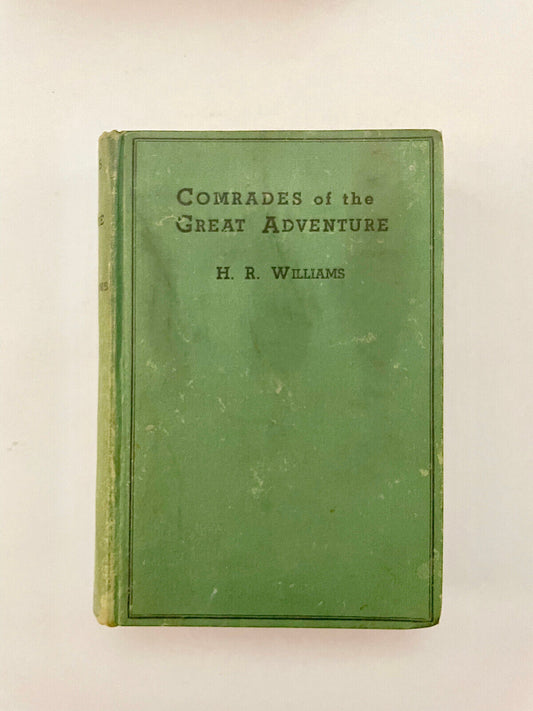 COMRADES of the
GREAT ADVENTURE
H. R. WILLIAMS